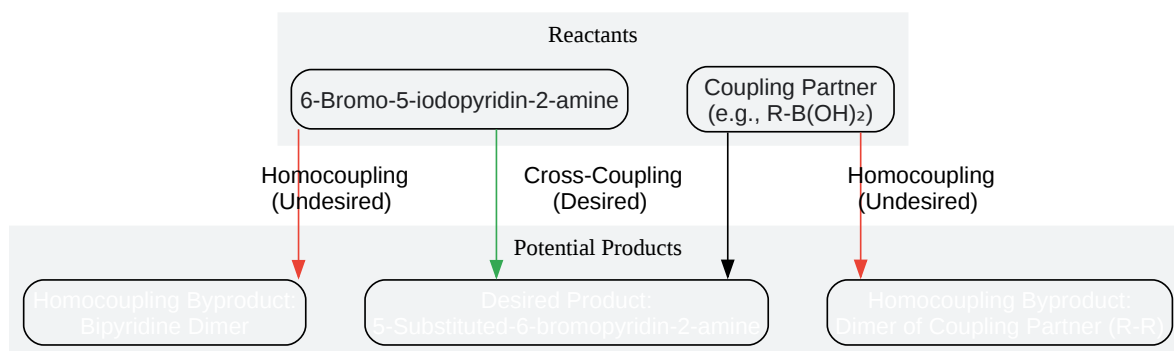 Reactants
6-Bromo-5-iodopyridin-2-amine
Coupling Partner
(e.g., R-B(OH)₂)
Homocoupling
(Undesired)
Cross-Coupling
(Desired)
Homocoupling
(Undesired)
Potential Products
Homocoupling Byproduct:
Bipyridine Dimer
Desired Product:
5-Substituted-6-bromopyridin-2-amine
Homocoupling Byproduct:
Dimer of Coupling Partner (R-R)